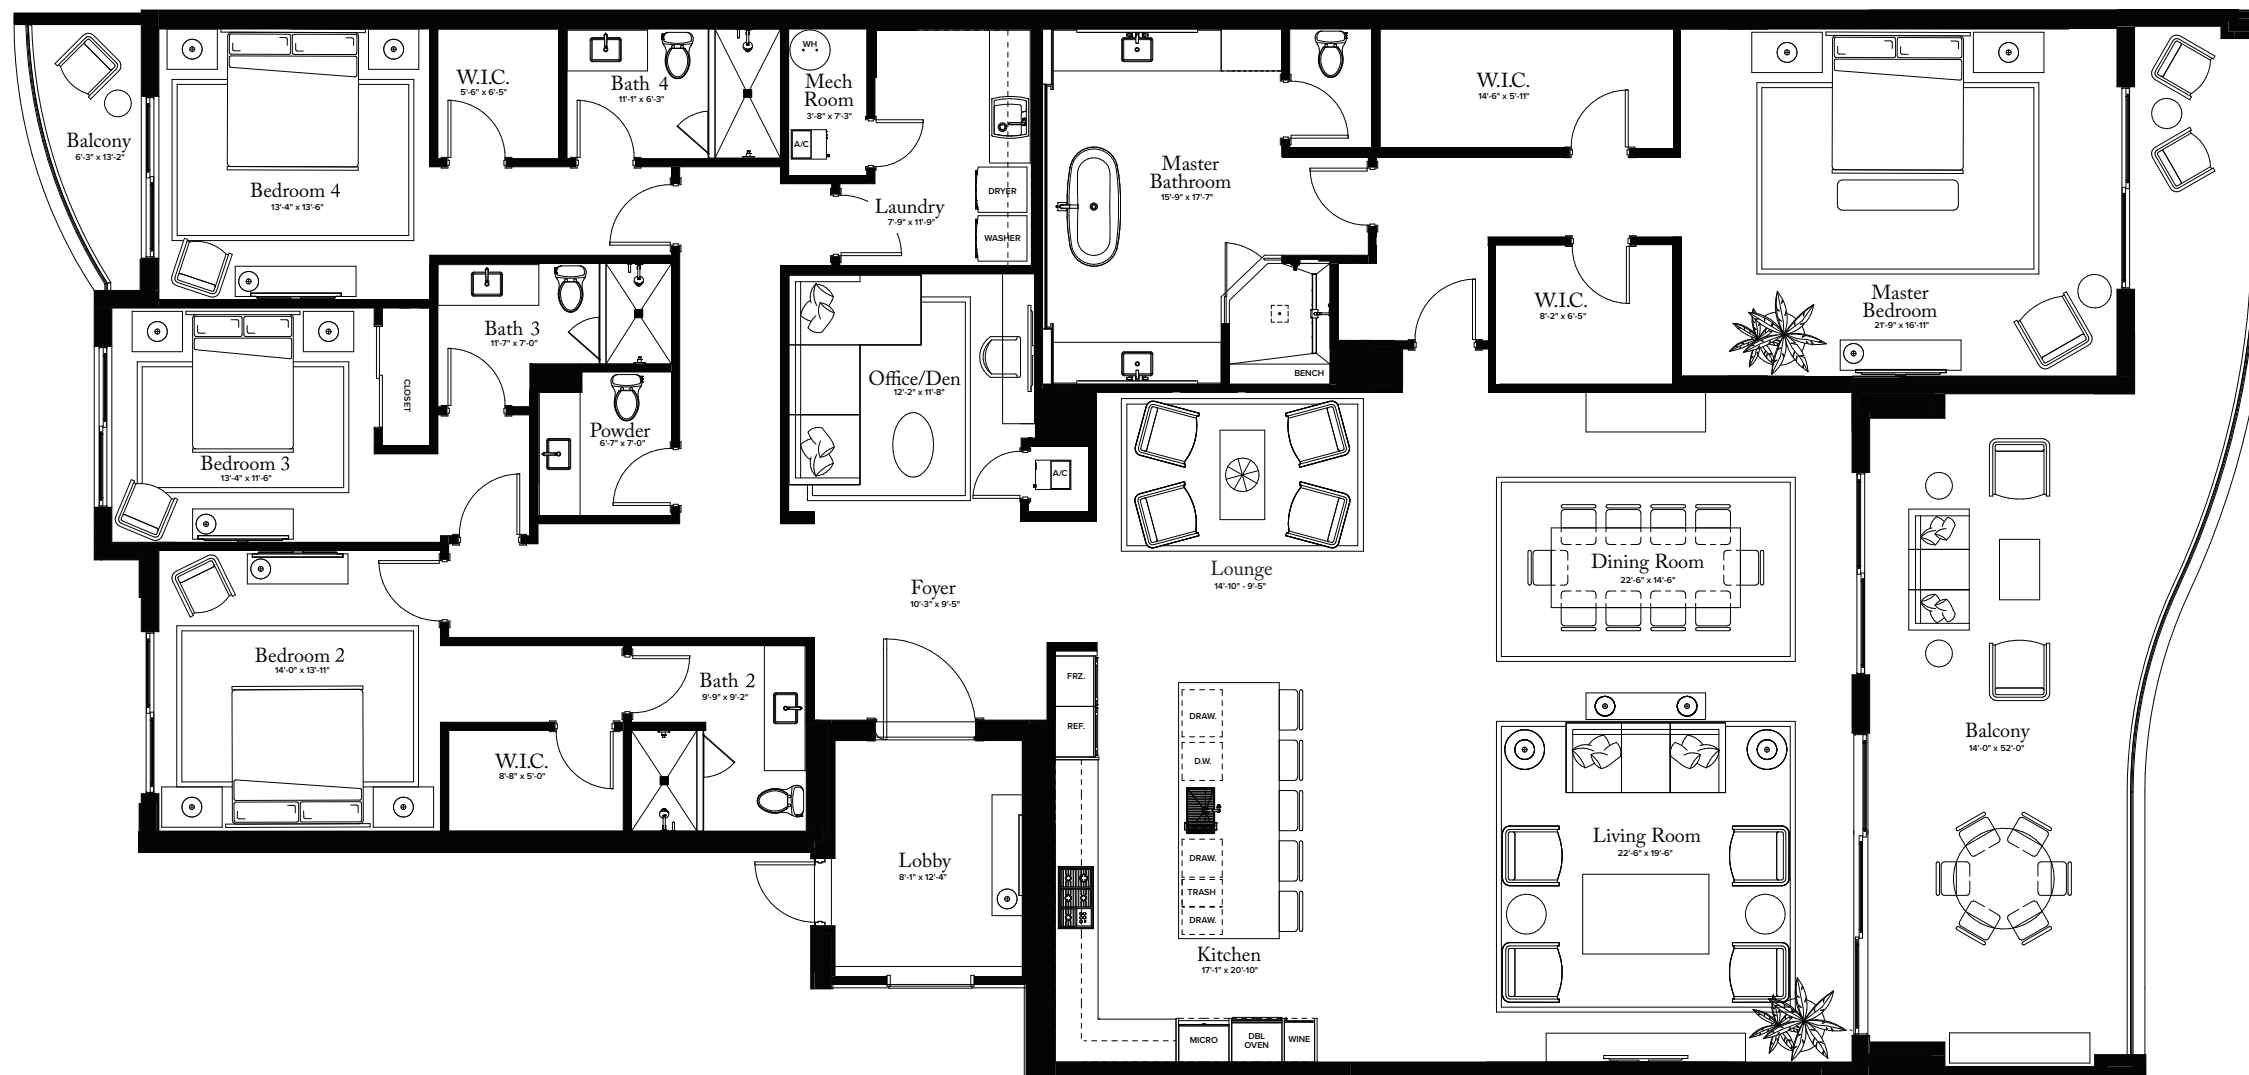 Balcony
6'-3" x 13'-2"
Bedroom 4
13'-4" x 13'-6"
W.I.C.
5'-6" x 6'-5"
Bath 4
11'-1" x 6'-3"
WH
Mech
Room
3'-8" x 7'-3"
A/C
Laundry
7'-9" x 11'-9"
DRYER
WASHER
Master
Bathroom
15'-9" x 17'-7"
BENCH
W.I.C.
14'-6" x 5'-11"
W.I.C.
8'-2" x 6'-5"
Master
Bedroom
21'-9" x 16'-11"
Bedroom 3
13'-4" x 11'-6"
CLOSET
Bath 3
11'-7" x 7'-0"
Powder
6'-7" x 7'-0"
Office/Den
12'-2" x 11'-8"
A/C
Lounge
14'-10" - 9'-5"
Dining Room
22'-6" x 14'-6"
Foyer
10'-3" x 9'-5"
Bedroom 2
14'-0" x 13'-11"
Bath 2
9'-9" x 9'-2"
W.I.C.
8'-8" x 5'-0"
Lobby
8'-1" x 12'-4"
FRZ.
REF.
DRAW.
D.W.
DRAW.
TRASH
DRAW.
Kitchen
17'-1" x 20'-10"
MICRO
DBL
OVEN
WINE
Living Room
22'-6" x 19'-6"
Balcony
14'-0" x 52'-0"